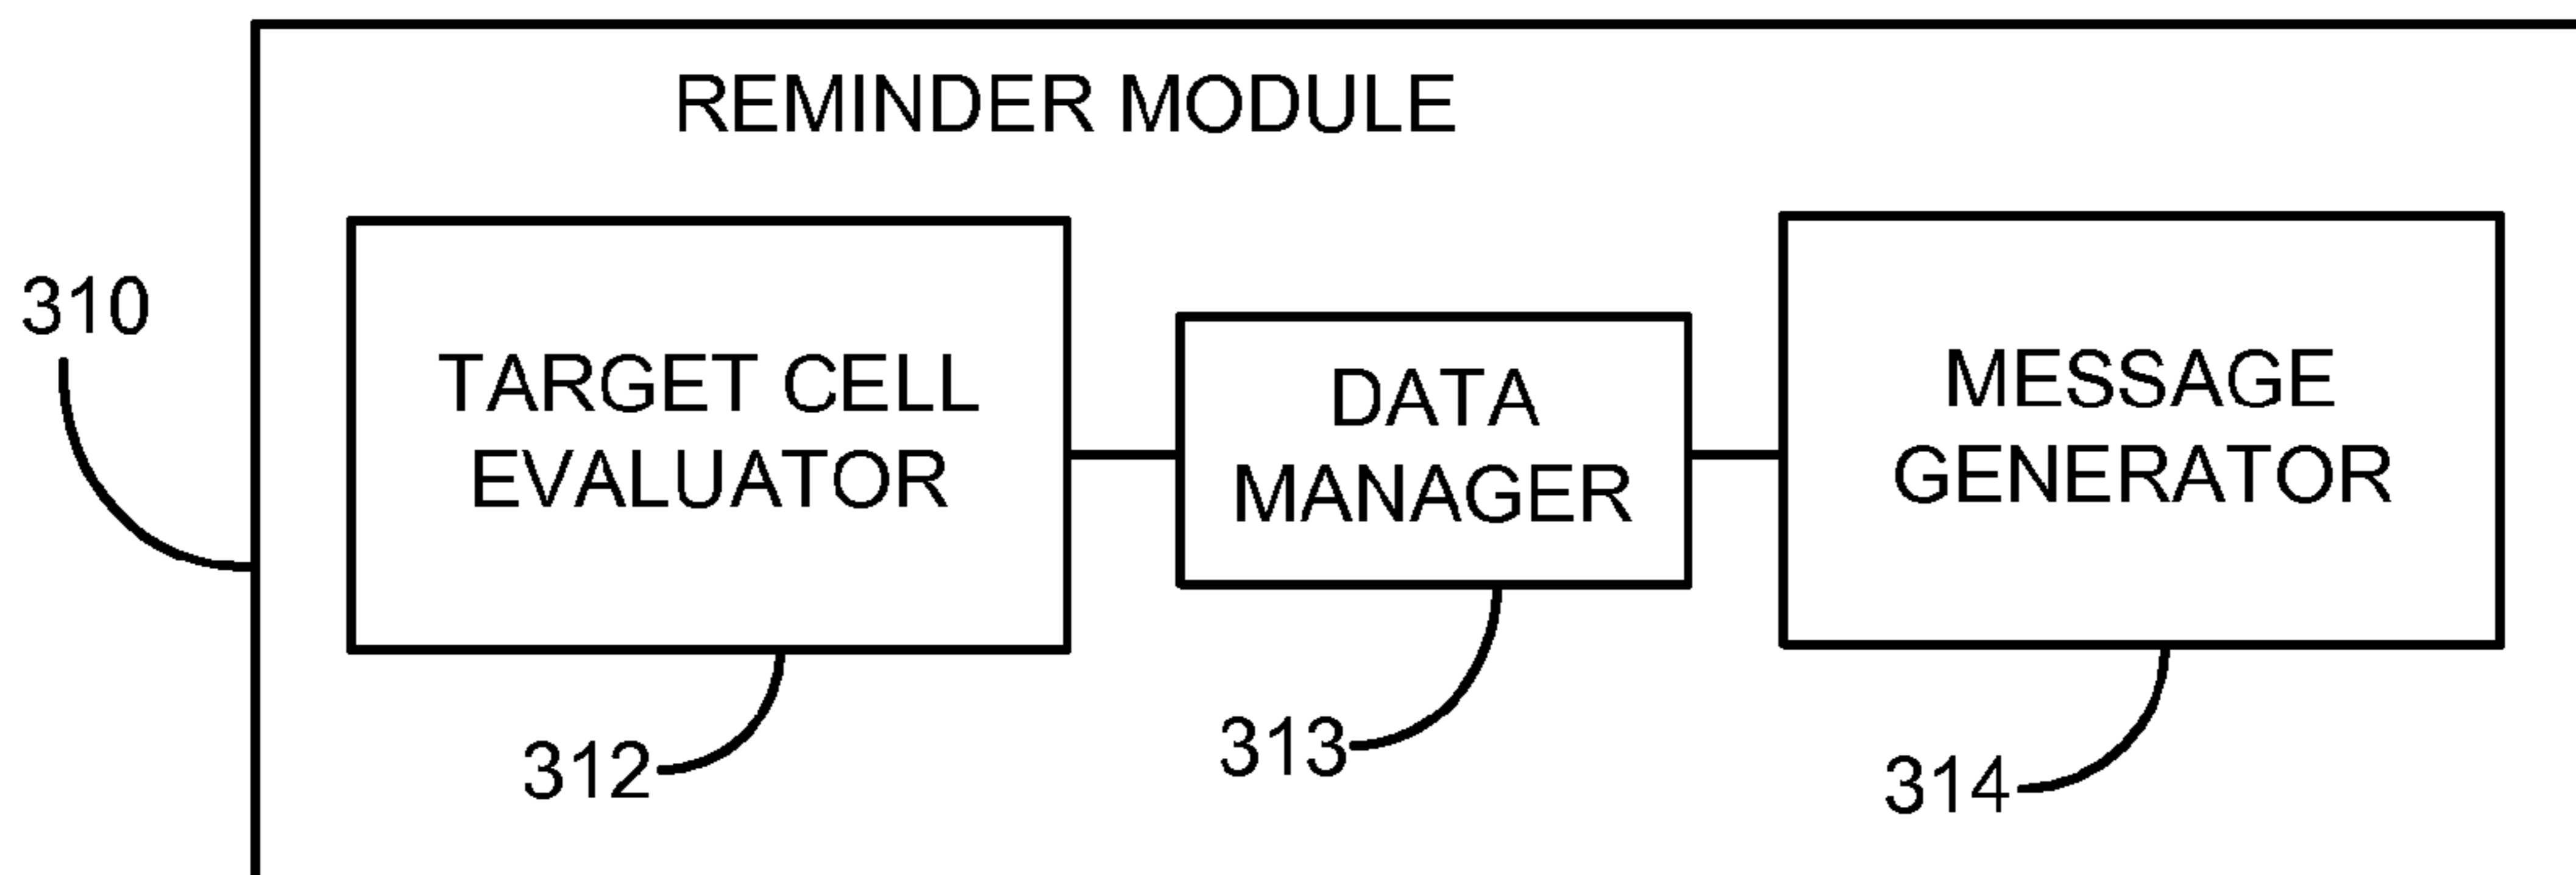 REMINDER MODULE
310
TARGET CELL
EVALUATOR
312
DATA
MANAGER
313
MESSAGE
GENERATOR
314